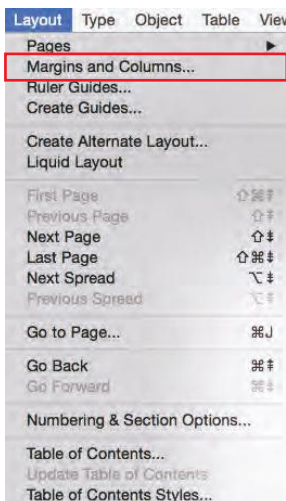 Layout Type Object Table View
Pages ▶
Margins and Columns...
Ruler Guides...
Create Guides...
Create Alternate Layout...
Liquid Layout
First Page
Previous Page
Next Page ⇧⇟
Last Page ⇧⌘⇟
Next Spread ⌥⇟
Previous Spread
Go to Page... ⌘J
Go Back ⌘⇞
Go Forward
Numbering & Section Options...
Table of Contents...
Update Table of Contents
Table of Contents Styles...